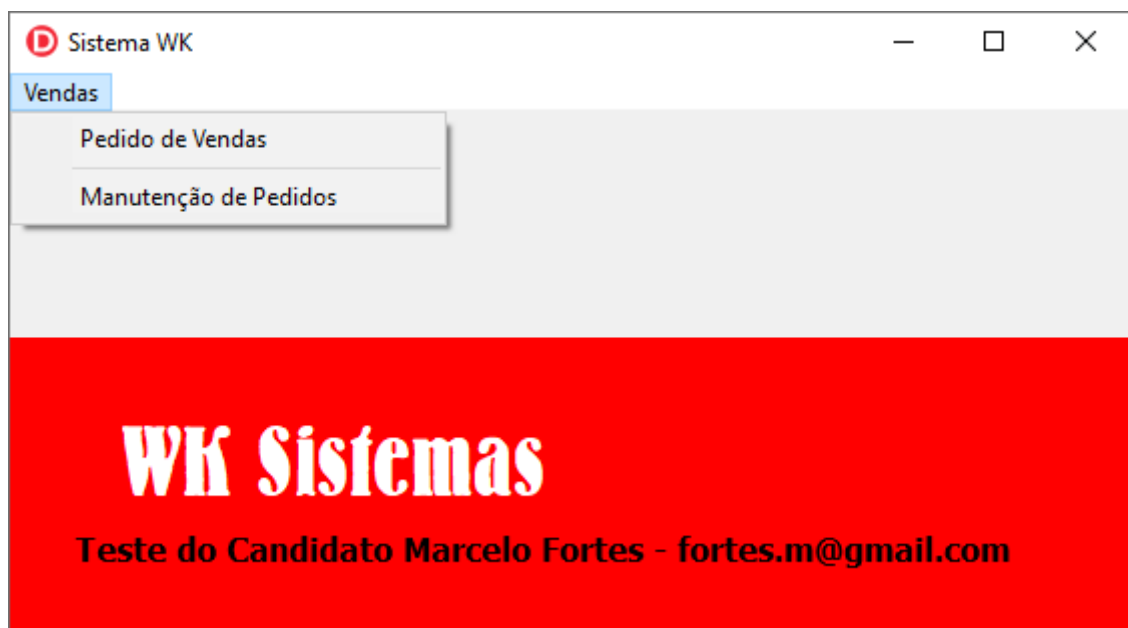 Sistema WK
Vendas
Pedido de Vendas
Manutenção de Pedidos
WK Sistemas
Teste do Candidato Marcelo Fortes - fortes.m@gmail.com